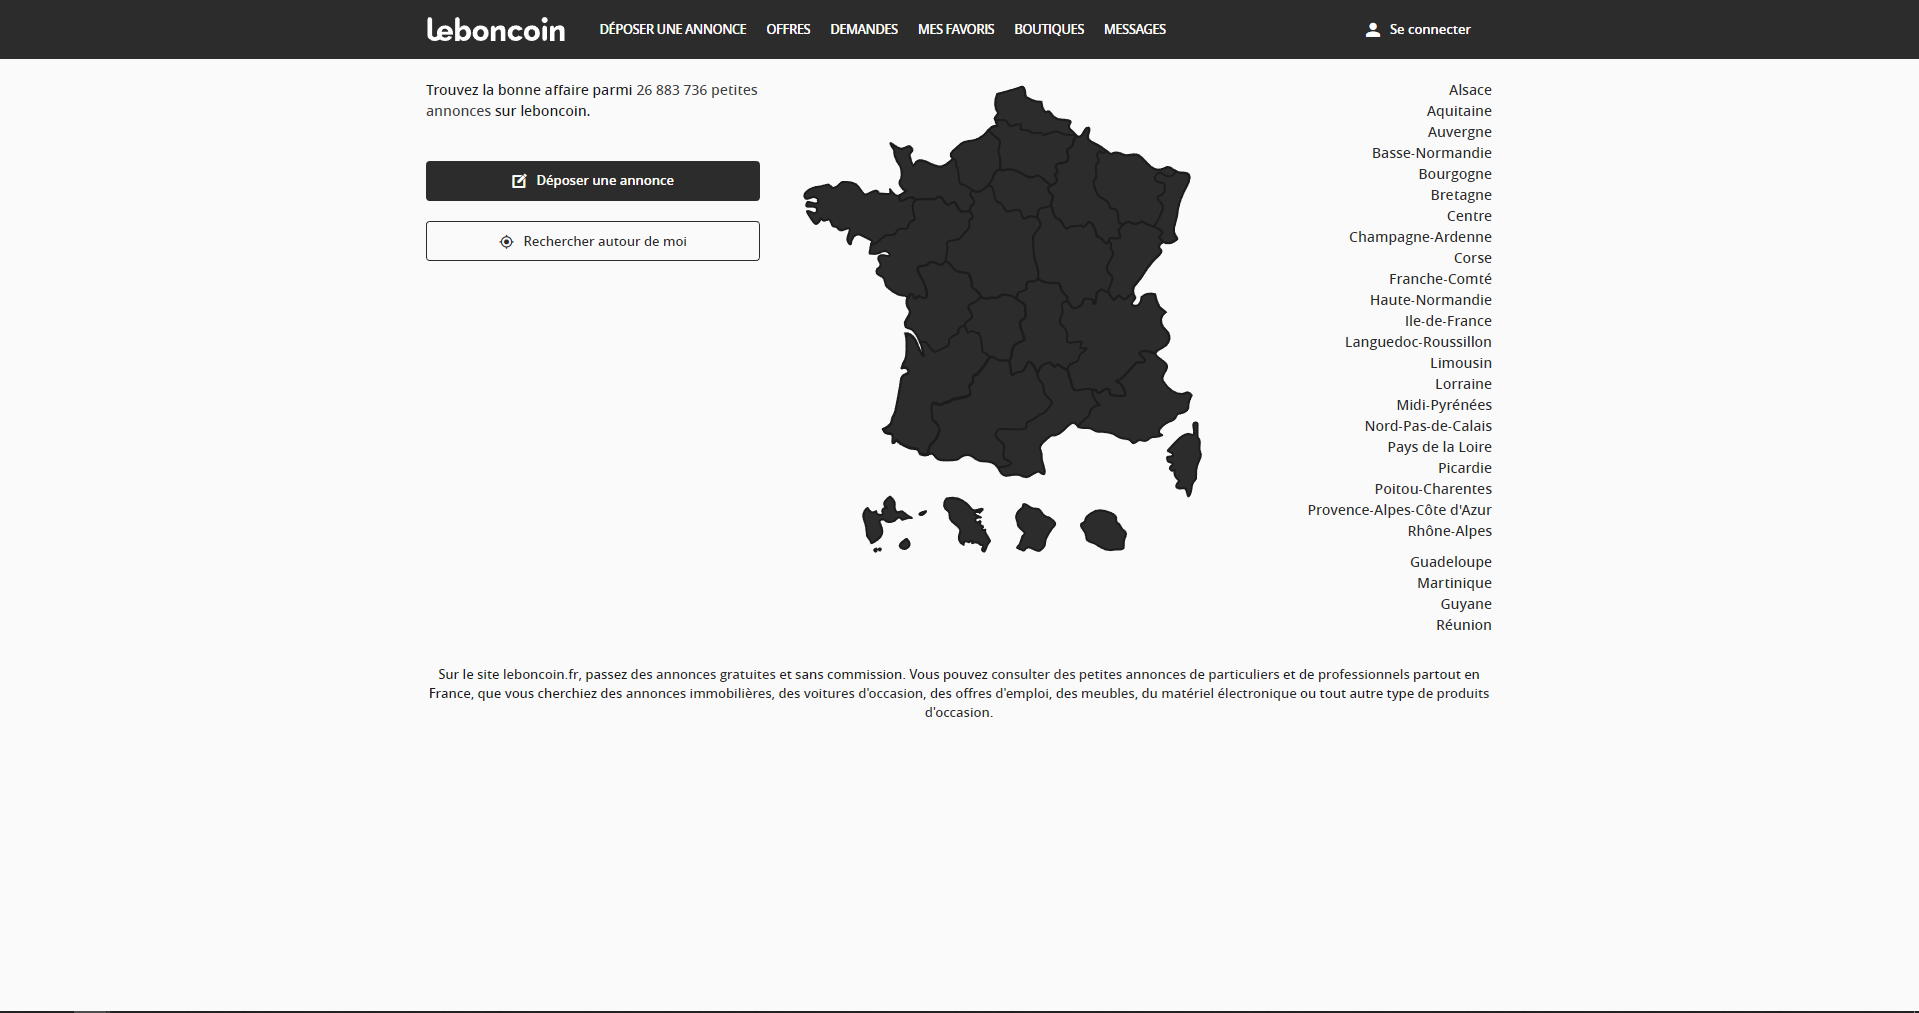 leboncoin
DÉPOSER UNE ANNONCE
OFFRES
DEMANDES
MES FAVORIS
BOUTIQUES
MESSAGES
Se connecter
Trouvez la bonne affaire parmi 26 883 736 petites
annonces sur leboncoin.
Déposer une annonce
Rechercher autour de moi
Alsace
Aquitaine
Auvergne
Basse-Normandie
Bourgogne
Bretagne
Centre
Champagne-Ardenne
Corse
Franche-Comté
Haute-Normandie
Ile-de-France
Languedoc-Roussillon
Limousin
Lorraine
Midi-Pyrénées
Nord-Pas-de-Calais
Pays de la Loire
Picardie
Poitou-Charentes
Provence-Alpes-Côte d'Azur
Rhône-Alpes
Guadeloupe
Martinique
Guyane
Réunion
Sur le site leboncoin.fr, passez des annonces gratuites et sans commission. Vous pouvez consulter des petites annonces de particuliers et de professionnels partout en
France, que vous cherchiez des annonces immobilières, des voitures d'occasion, des offres d'emploi, des meubles, du matériel électronique ou tout autre type de produits
d'occasion.